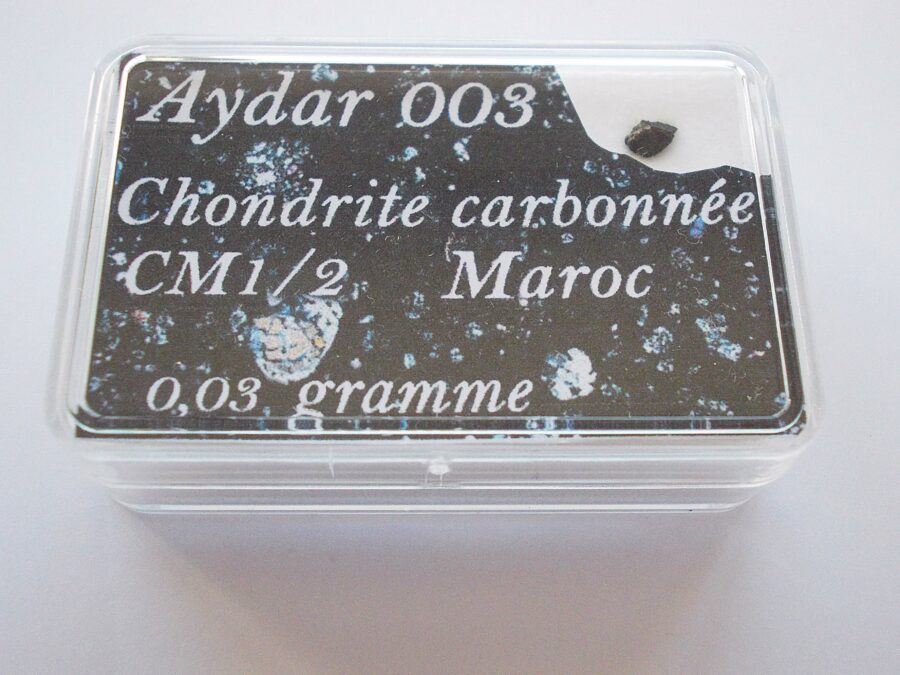 Aydar 003
Chondrite carbonnée
CM1/2 Maroc
0,03 gramme